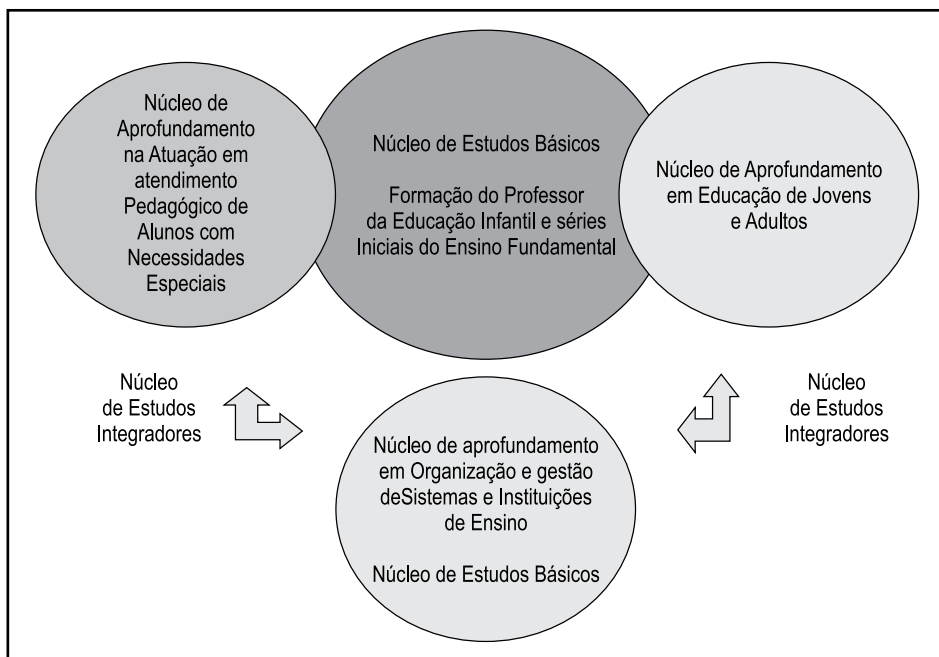 Núcleo de
Aprofundamento
na Atuação em
atendimento
Pedagógico de
Alunos com
Necessidades
Especiais
Núcleo de Estudos Básicos
Formação do Professor
da Educação Infantil e séries
Iniciais do Ensino Fundamental
Núcleo de Aprofundamento
em Educação de Jovens
e Adultos
Núcleo
de Estudos
Integradores
Núcleo de aprofundamento
em Organização e gestão
deSistemas e Instituições
de Ensino
Núcleo de Estudos Básicos
Núcleo
de Estudos
Integradores